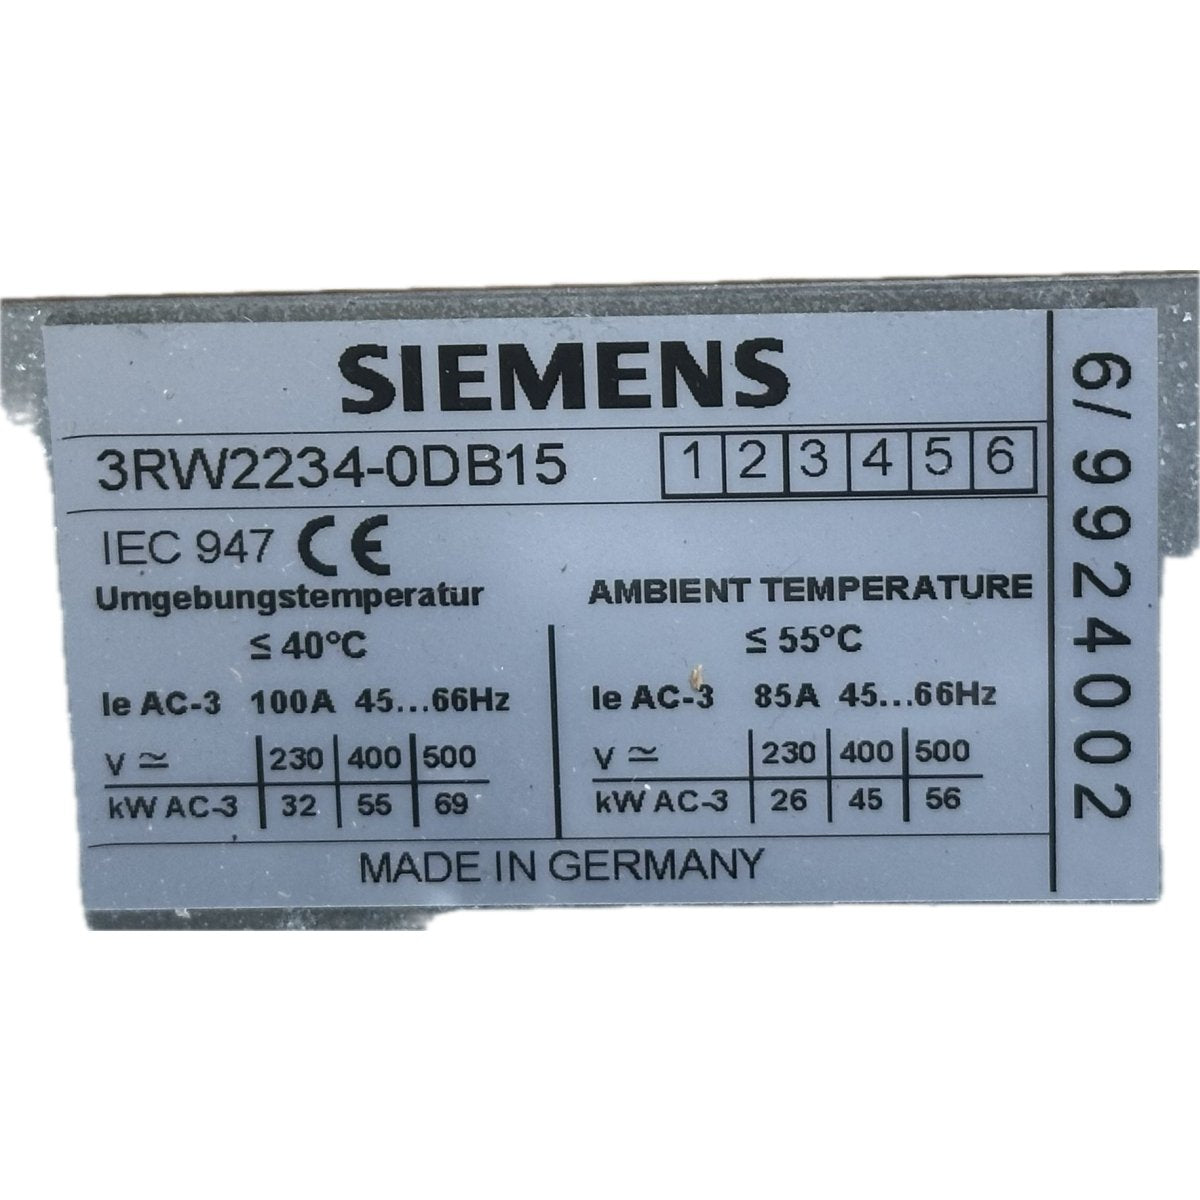 SIEMENS
3RW2234-0DB15 1 2 3 4 5 6
IEC 947 CE
Umgebungstemperatur
≤ 40°C
Ie AC-3 100A 45...66Hz
V ≃ 230 400 500
kW AC-3 32 55 69
AMBIENT TEMPERATURE
≤ 55°C
Ie AC-3 85A 45...66Hz
V ≃ 230 400 500
kW AC-3 26 45 56
MADE IN GERMANY
6/9924002